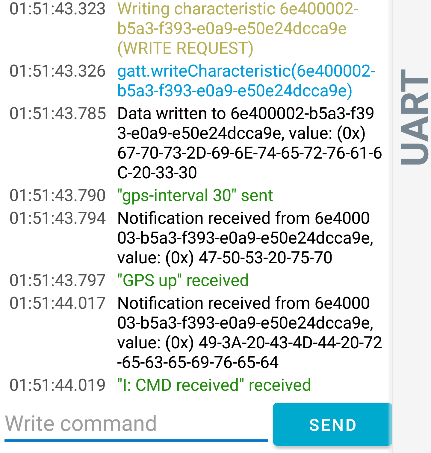 01:51:43.323 Writing characteristic 6e400002-
b5a3-f393-e0a9-e50e24dcca9e
(WRITE REQUEST)
01:51:43.326 gatt.writeCharacteristic(6e400002-
b5a3-f393-e0a9-e50e24dcca9e)
01:51:43.785 Data written to 6e400002-b5a3-f39
3-e0a9-e50e24dcca9e, value: (0x)
67-70-73-2D-69-6E-74-65-72-76-61-6
C-20-33-30
01:51:43.790 "gps-interval 30" sent
01:51:43.794 Notification received from 6e4000
03-b5a3-f393-e0a9-e50e24dcca9e,
value: (0x) 47-50-53-20-75-70
01:51:43.797 "GPS up" received
01:51:44.017 Notification received from 6e4000
03-b5a3-f393-e0a9-e50e24dcca9e,
value: (0x) 49-3A-20-43-4D-44-20-72
-65-63-65-69-76-65-64
01:51:44.019 "I: CMD received" received
Write command
SEND
UART